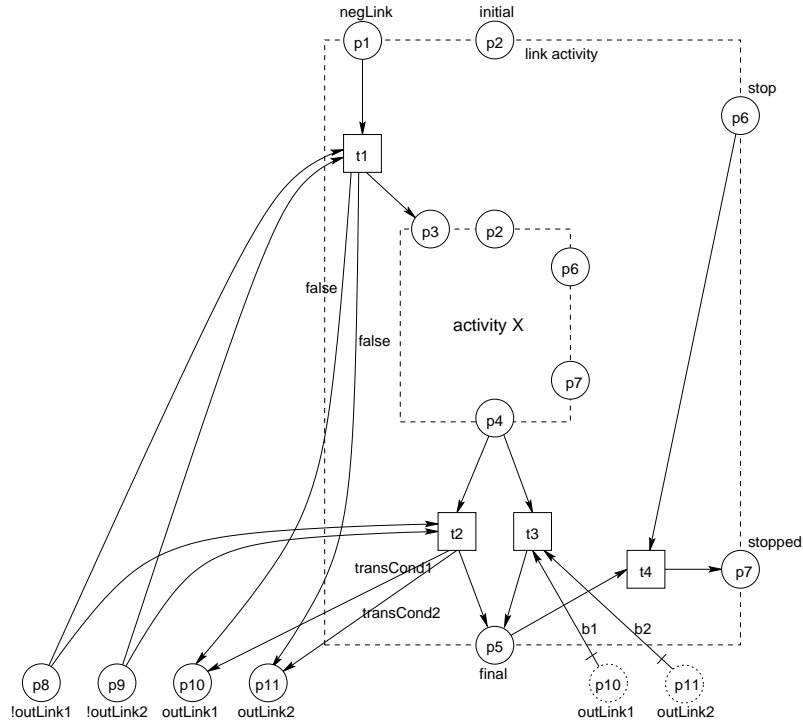 negLink
initial
p1
p2
link activity
stop
p6
t1
p3
p2
p6
false
activity X
false
p7
p4
t2
t3
stopped
transCond1
t4
p7
transCond2
b1
b2
p5
p8
p9
p10
p11
final
p10
p11
!outLink1
!outLink2
outLink1
outLink2
outLink1
outLink2